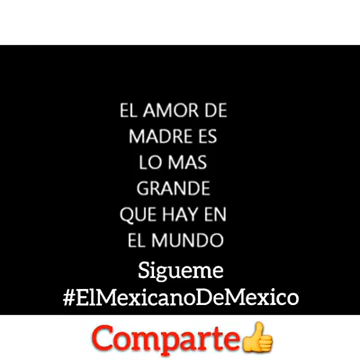 EL AMOR DE
MADRE ES
LO MAS
GRANDE
QUE HAY EN
EL MUNDO
Sigueme
#ElMexicanoDeMexico
Comparte👍